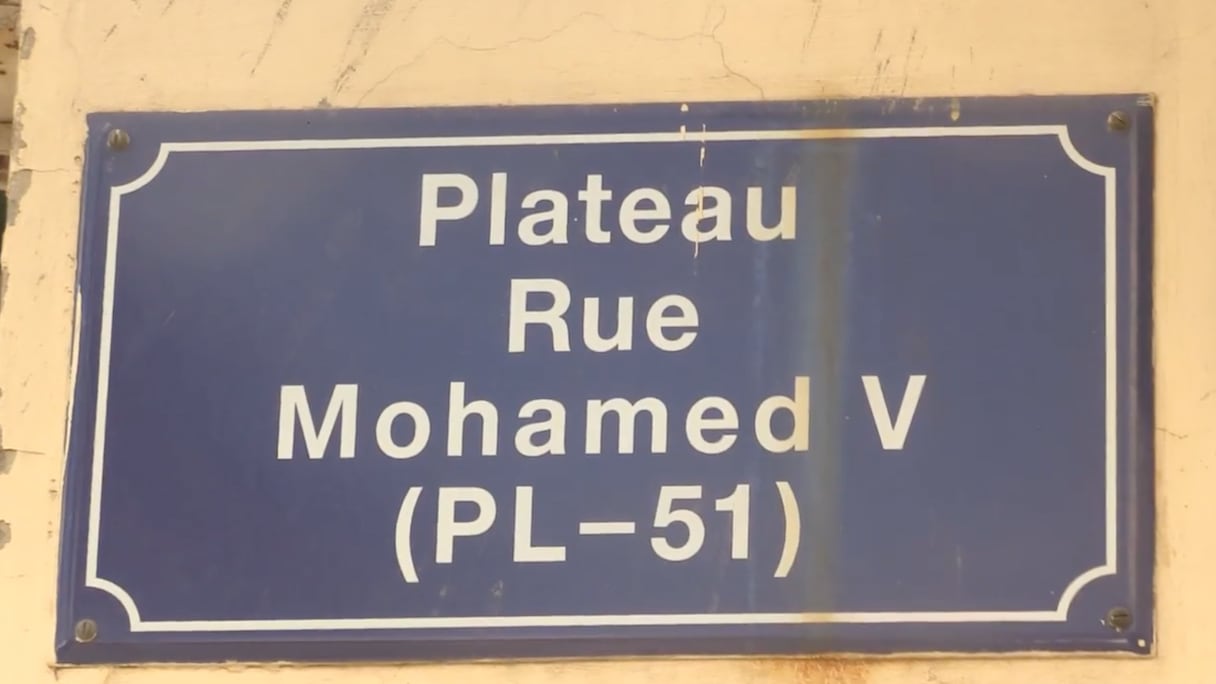 Plateau
Rue
Mohamed V
(PL-51)